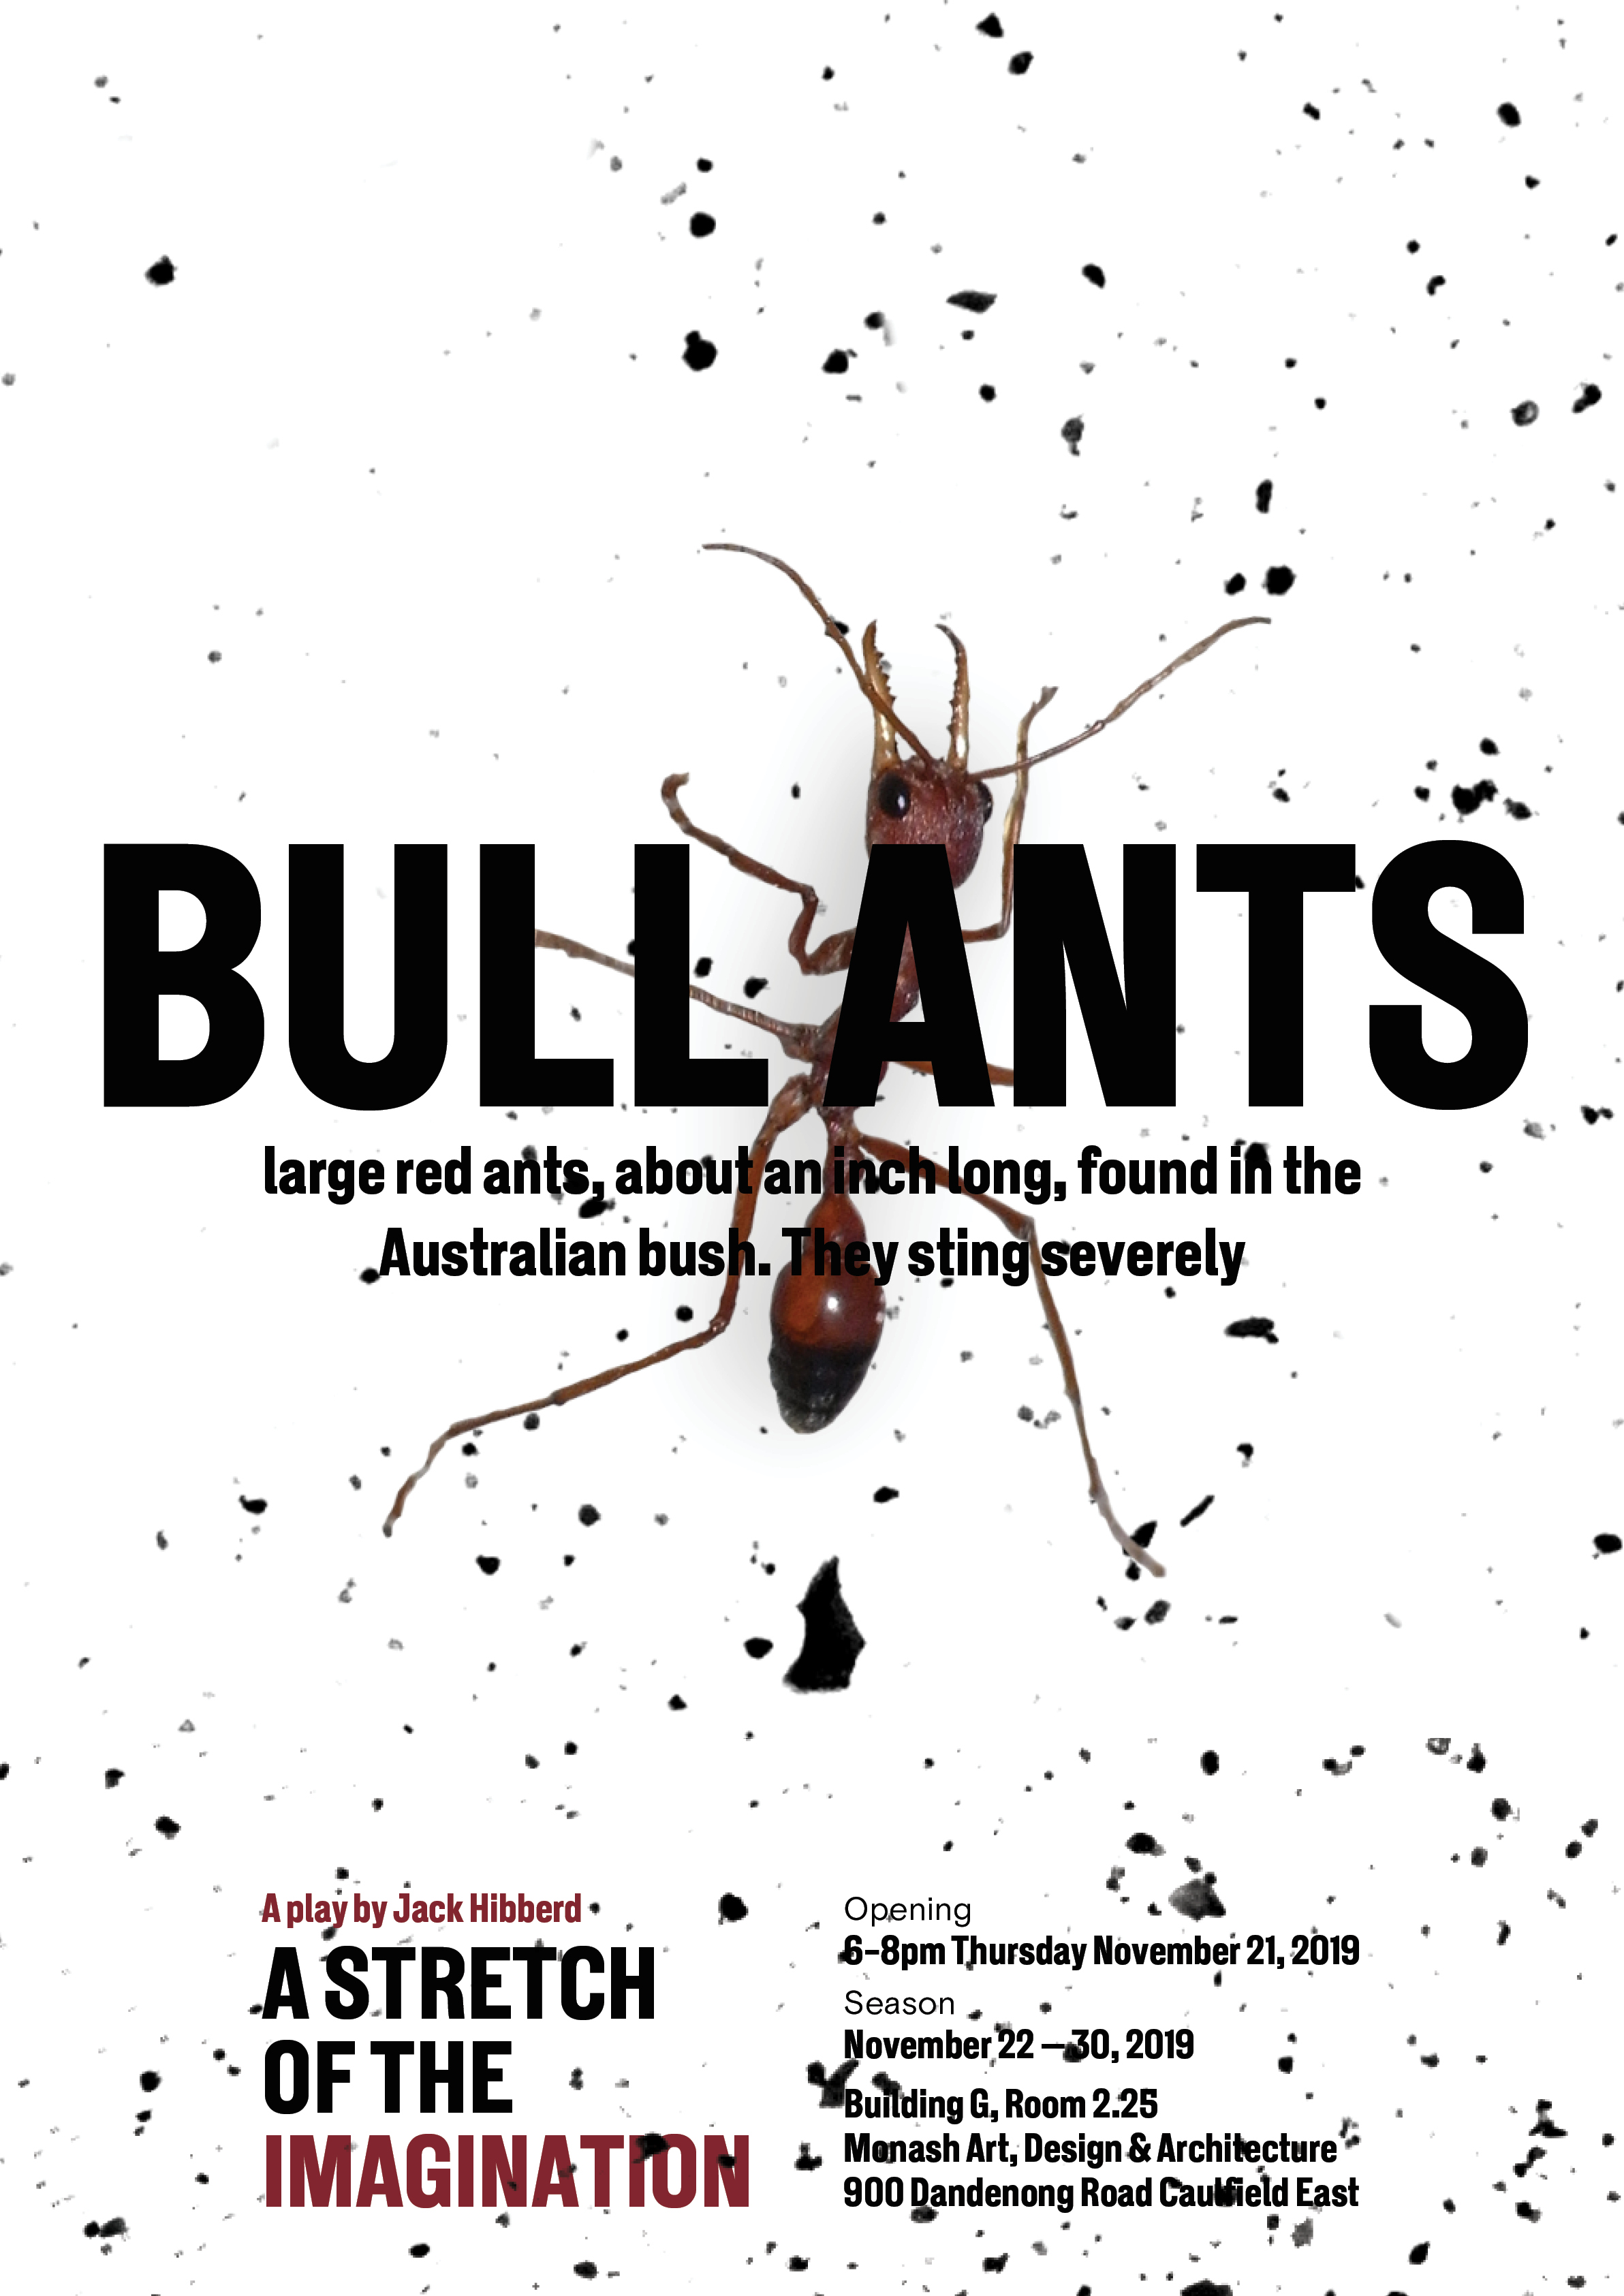 BULL ANTS
large red ants, about an inch long, found in the
Australian bush. They sting severely
A play by Jack Hibberd
A STRETCH
OF THE
IMAGINATION
Opening
6–8pm Thursday November 21, 2019
Season
November 22 — 30, 2019
Building G, Room 2.25
Monash Art, Design & Architecture
900 Dandenong Road Caulfield East